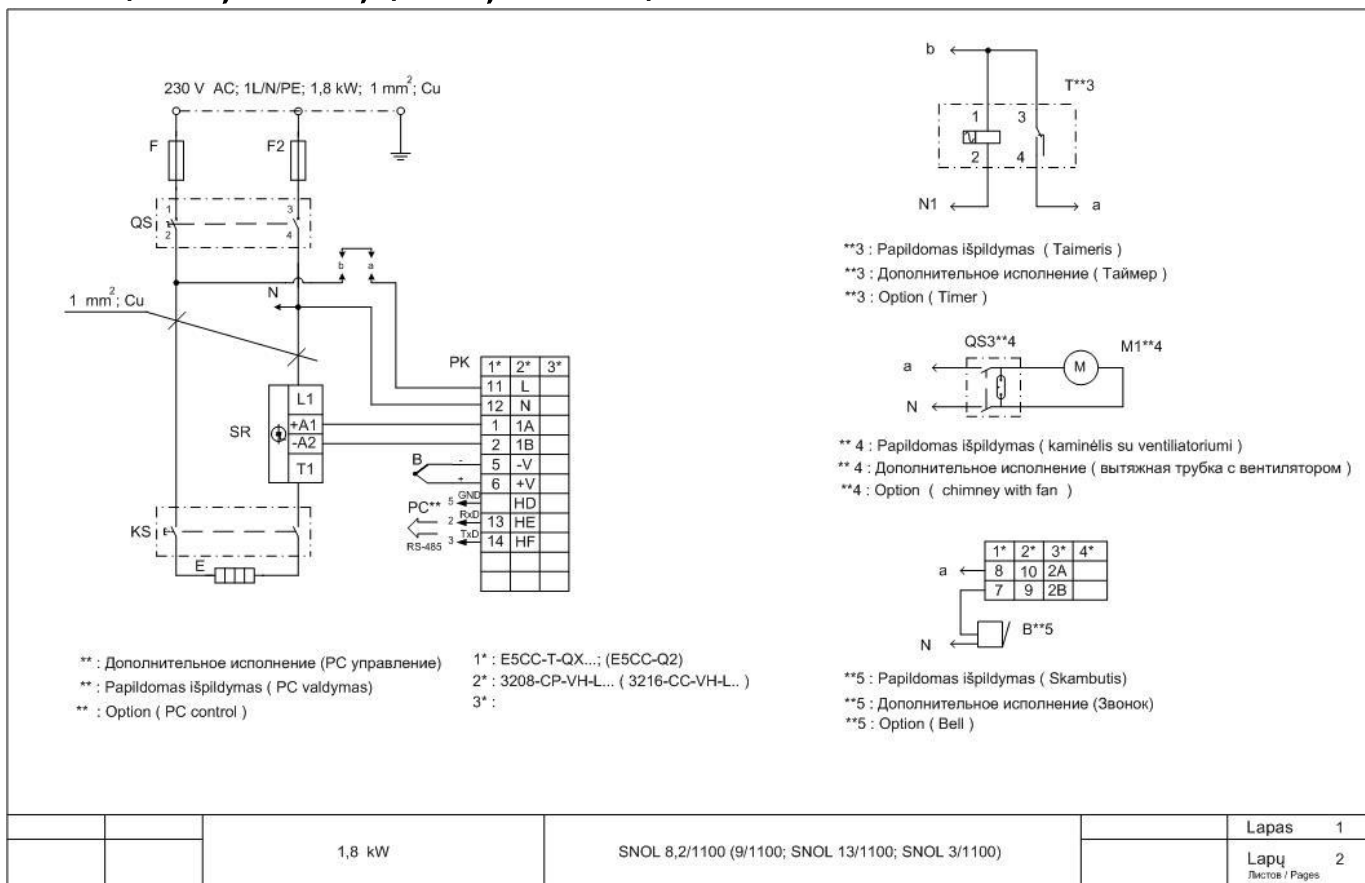 230 V AC; 1L/N/PE; 1,8 kW; 1 mm²; Cu
F
F2
1
3
QS
2
4
b
a
N
1 mm²; Cu
PK
1* 2* 3*
11 L
12 N
1 1A
2 1B
5 -V
6 +V
HD
13 HE
14 HF
L1
+A1
-A2
T1
SR
B
-
+
PC**
5 GND
2 RxD
3 TxD
RS-485
KS
E
** : Дополнительное исполнение (PC управление)
** : Papildomas išpildymas ( PC valdymas)
** : Option ( PC control )
1* : E5CC-T-QX...; (E5CC-Q2)
2* : 3208-CP-VH-L... ( 3216-CC-VH-L.. )
3* :
b
T**3
1
3
2
4
N1
a
**3 : Papildomas išpildymas ( Taimeris )
**3 : Дополнительное исполнение ( Таймер )
**3 : Option ( Timer )
QS3**4
M1**4
a
M
N
** 4 : Papildomas išpildymas ( kaminėlis su ventiliatoriumi )
** 4 : Дополнительное исполнение ( вытяжная трубка с вентилятором )
**4 : Option ( chimney with fan )
1* 2* 3* 4*
a
8 10 2A
7 9 2B
B**5
N
**5 : Papildomas išpildymas ( Skambutis)
**5 : Дополнительное исполнение (Звонок)
**5 : Option ( Bell )
1,8 kW
SNOL 8,2/1100 (9/1100; SNOL 13/1100; SNOL 3/1100)
Lapas 1
Lapų 2
Листов / Pages